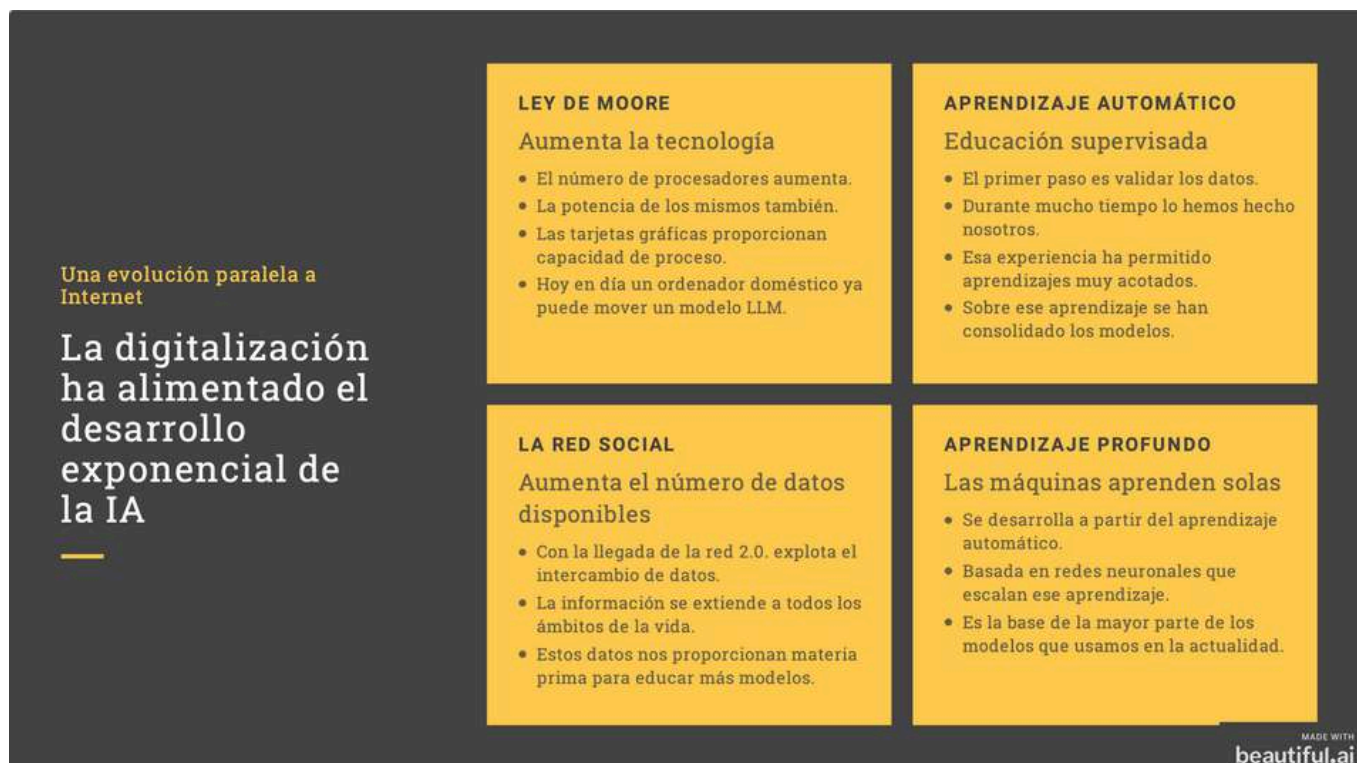 Una evolución paralela a
Internet
La digitalización
ha alimentado el
desarrollo
exponencial de
la IA
LEY DE MOORE
Aumenta la tecnología
• El número de procesadores aumenta.
• La potencia de los mismos también.
• Las tarjetas gráficas proporcionan
capacidad de proceso.
• Hoy en día un ordenador doméstico ya
puede mover un modelo LLM.
APRENDIZAJE AUTOMÁTICO
Educación supervisada
• El primer paso es validar los datos.
• Durante mucho tiempo lo hemos hecho
nosotros.
• Esa experiencia ha permitido
aprendizajes muy acotados.
• Sobre ese aprendizaje se han
consolidado los modelos.
LA RED SOCIAL
Aumenta el número de datos
disponibles
• Con la llegada de la red 2.0. explota el
intercambio de datos.
• La información se extiende a todos los
ámbitos de la vida.
• Estos datos nos proporcionan materia
prima para educar más modelos.
APRENDIZAJE PROFUNDO
Las máquinas aprenden solas
• Se desarrolla a partir del aprendizaje
automático.
• Basada en redes neuronales que
escalan ese aprendizaje.
• Es la base de la mayor parte de los
modelos que usamos en la actualidad.
MADE WITH
beautiful.ai